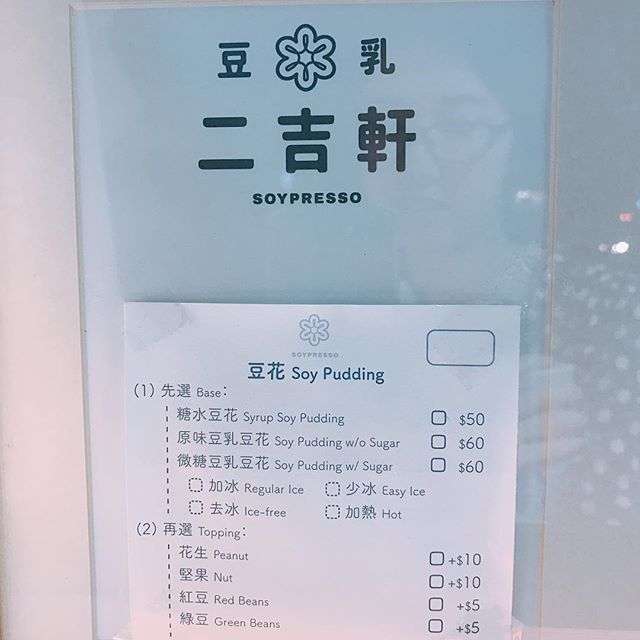 豆 乳
二吉軒
SOYPRESSO
SOYPRESSO
豆花 Soy Pudding
(1) 先選 Base:
糖水豆花 Syrup Soy Pudding $50
原味豆乳豆花 Soy Pudding w/o Sugar $60
微糖豆乳豆花 Soy Pudding w/ Sugar $60
加冰 Regular Ice 少冰 Easy Ice
去冰 Ice-free 加熱 Hot
(2) 再選 Topping:
花生 Peanut +$10
堅果 Nut +$10
紅豆 Red Beans +$5
綠豆 Green Beans +$5